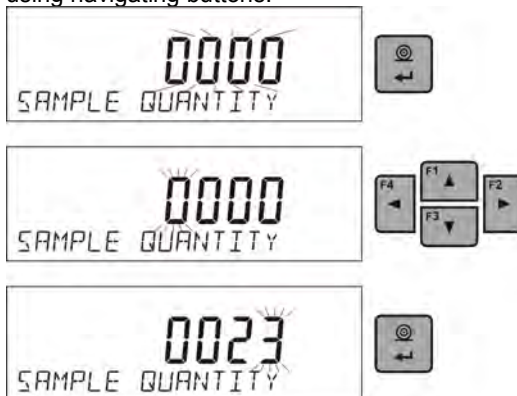 using navigating buttons.
0000
SAMPLE QUANTITY
0000
SAMPLE QUANTITY
F1
F4
F2
F3
0023
SAMPLE QUANTITY